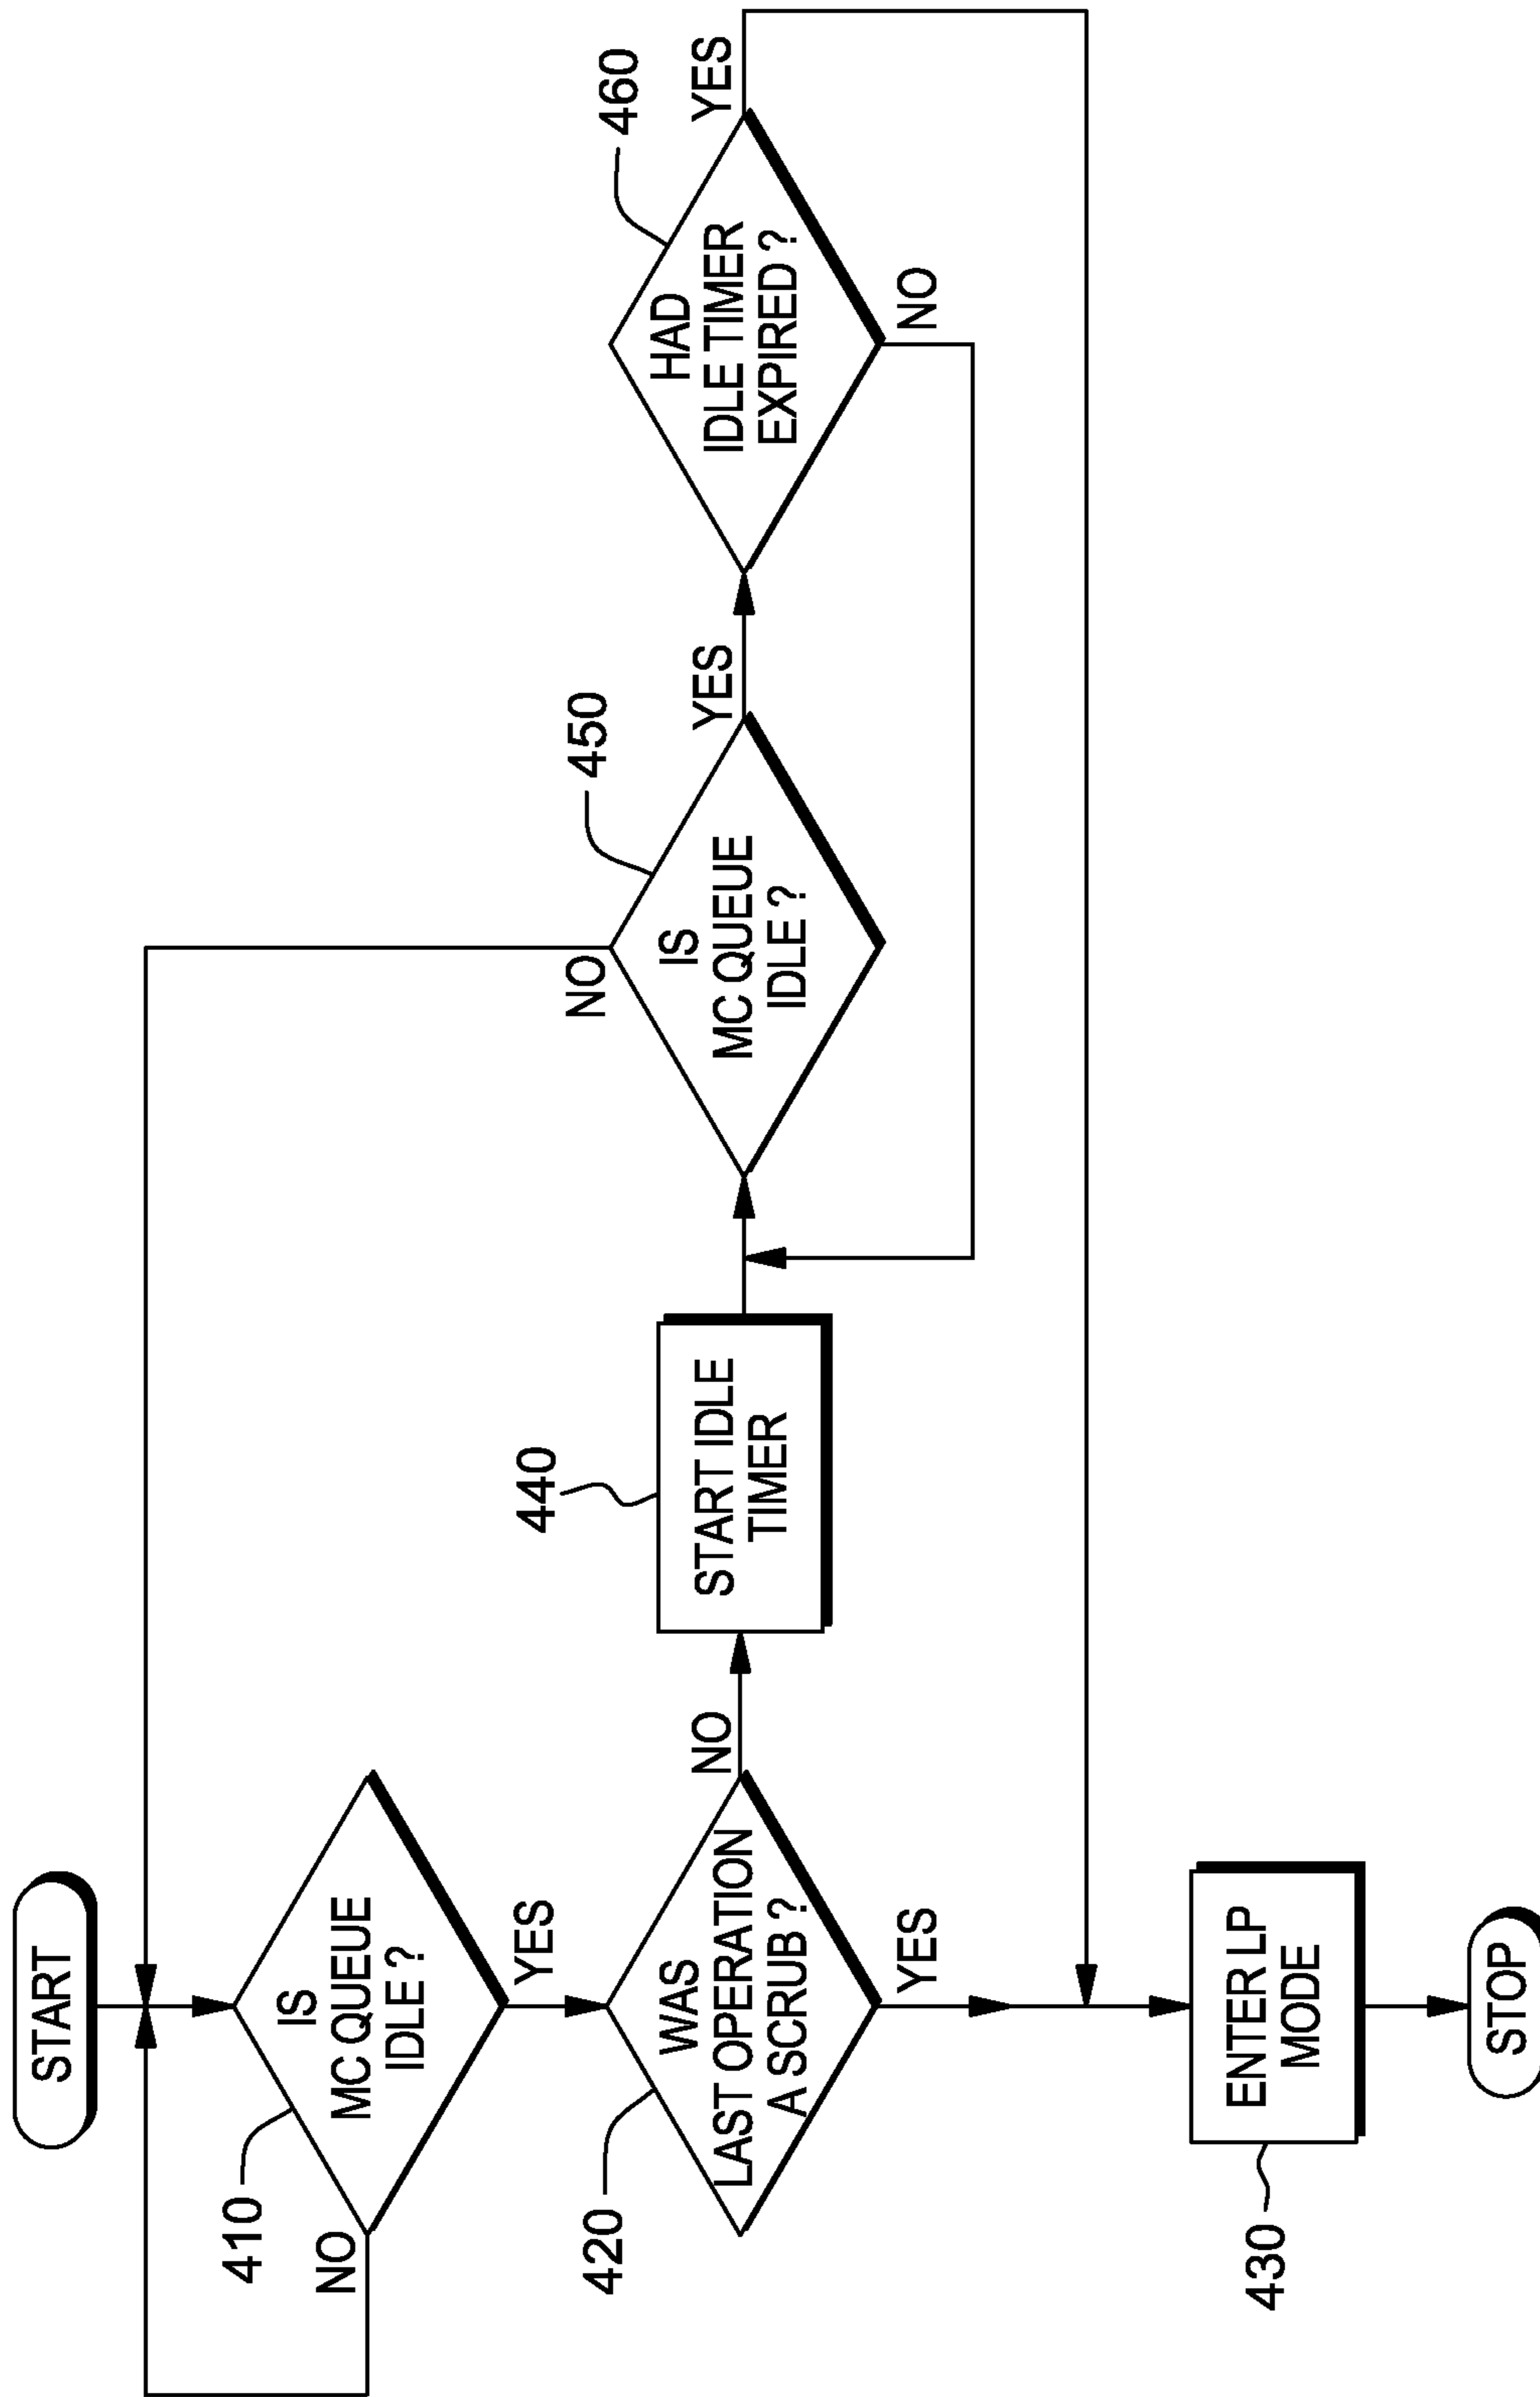 START
410
IS
MC QUEUE
IDLE ?
NO
YES
420
WAS
LAST OPERATION
A SCRUB ?
NO
YES
440
START IDLE
TIMER
450
IS
MC QUEUE
IDLE ?
NO
YES
460
HAD
IDLE TIMER
EXPIRED ?
YES
NO
430
ENTER LP
MODE
STOP